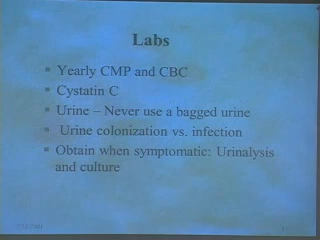 Labs
▪ Yearly CMP and CBC
▪ Cystatin C
▪ Urine – Never use a bagged urine
▪ Urine colonization vs. infection
▪ Obtain when symptomatic: Urinalysis
and culture